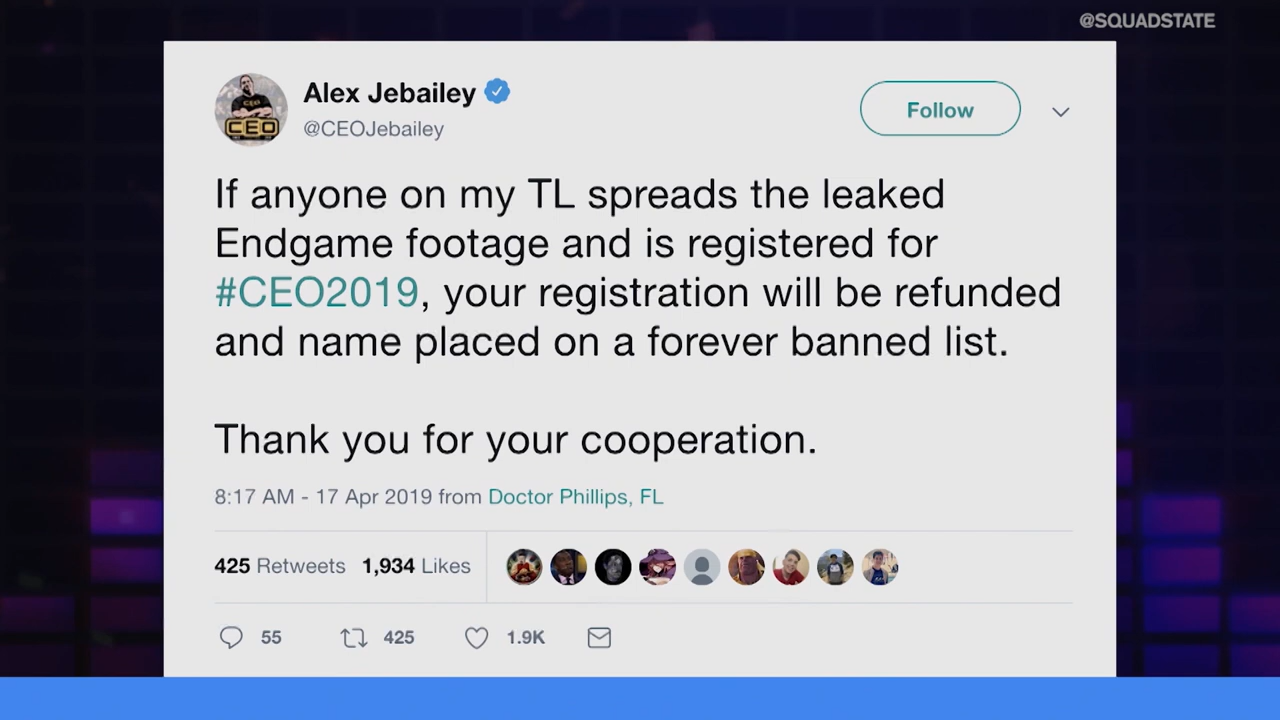 @SQUADSTATE
Alex Jebailey
@CEOJebailey
Follow
CEO
If anyone on my TL spreads the leaked
Endgame footage and is registered for
#CEO2019, your registration will be refunded
and name placed on a forever banned list.
Thank you for your cooperation.
8:17 AM - 17 Apr 2019 from Doctor Phillips, FL
425 Retweets 1,934 Likes
55 425 1.9K